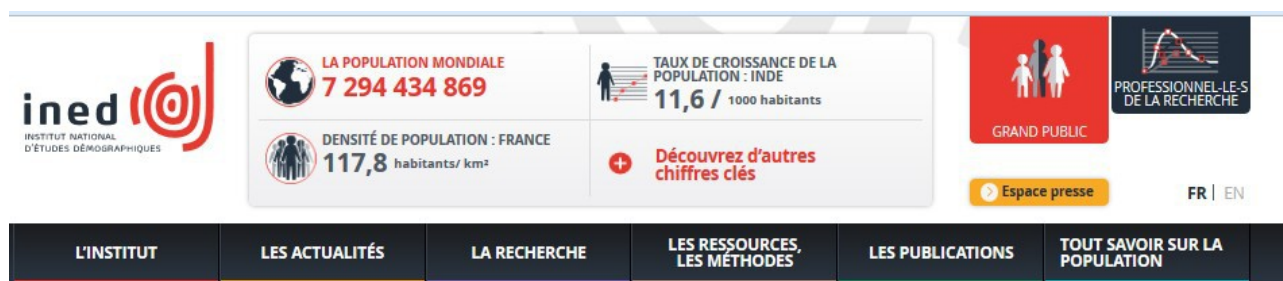 ined
INSTITUT NATIONAL
D'ÉTUDES DÉMOGRAPHIQUES
LA POPULATION MONDIALE
7 294 434 869
TAUX DE CROISSANCE DE LA
POPULATION : INDE
11,6 / 1000 habitants
DENSITÉ DE POPULATION : FRANCE
117,8 habitants/ km²
Découvrez d'autres
chiffres clés
GRAND PUBLIC
PROFESSIONNEL-LE-S
DE LA RECHERCHE
Espace presse
FR | EN
L'INSTITUT
LES ACTUALITÉS
LA RECHERCHE
LES RESSOURCES,
LES MÉTHODES
LES PUBLICATIONS
TOUT SAVOIR SUR LA
POPULATION